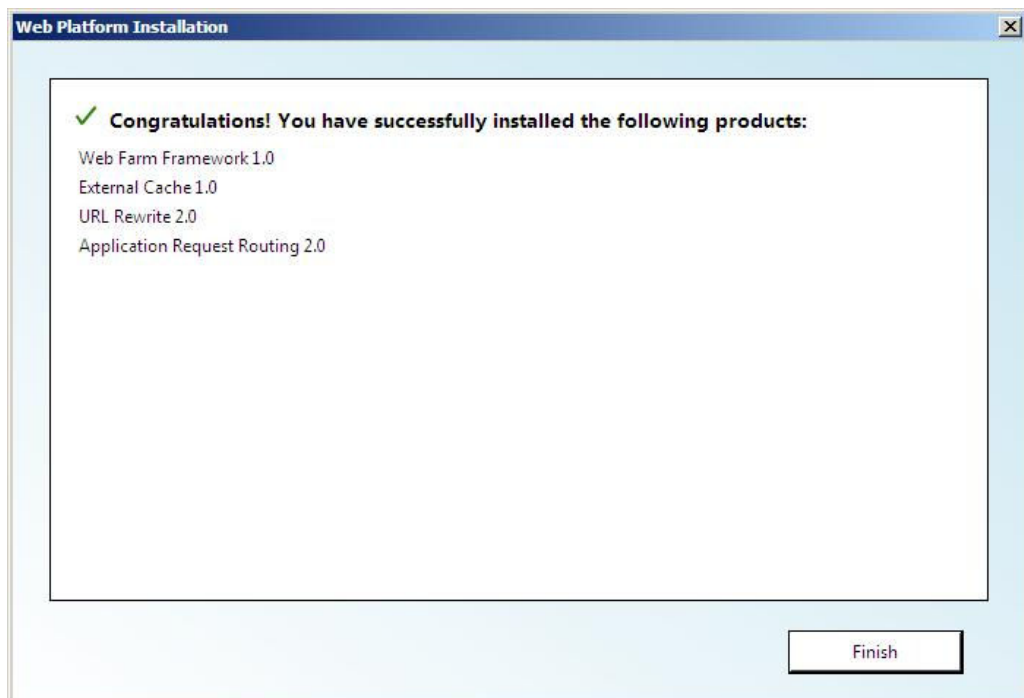 Web Platform Installation
Congratulations! You have successfully installed the following products:
Web Farm Framework 1.0
External Cache 1.0
URL Rewrite 2.0
Application Request Routing 2.0
Finish